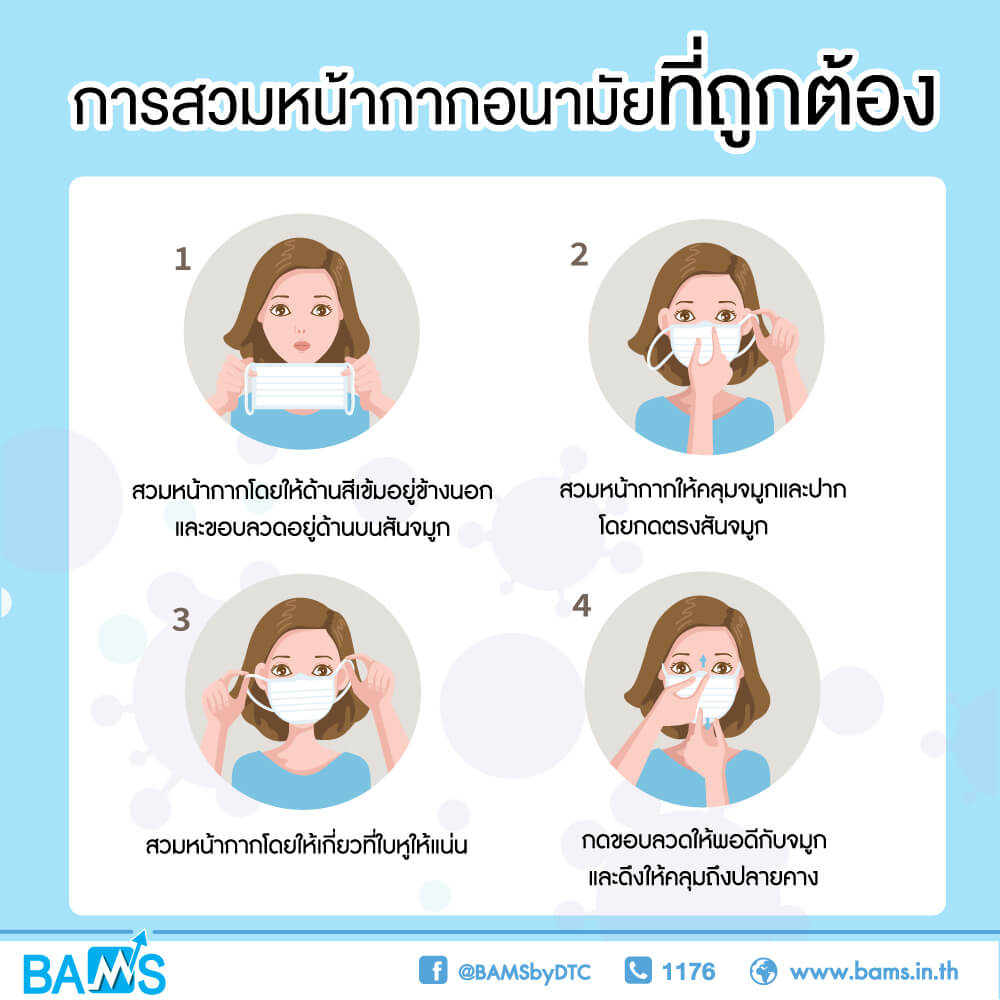 การสวมหน้ากากอนามัยที่ถูกต้อง
1
สวมหน้ากากโดยให้ด้านสีเข้มอยู่ข้างนอก
และขอบลวดอยู่ด้านบนสันจมูก
2
สวมหน้ากากให้คลุมจมูกและปาก
โดยกดตรงสันจมูก
3
สวมหน้ากากโดยให้เกี่ยวที่ใบหูให้แน่น
4
กดขอบลวดให้พอดีกับจมูก
และดึงให้คลุมถึงปลายคาง
BAMS
@BAMSbyDTC
1176
www.bams.in.th